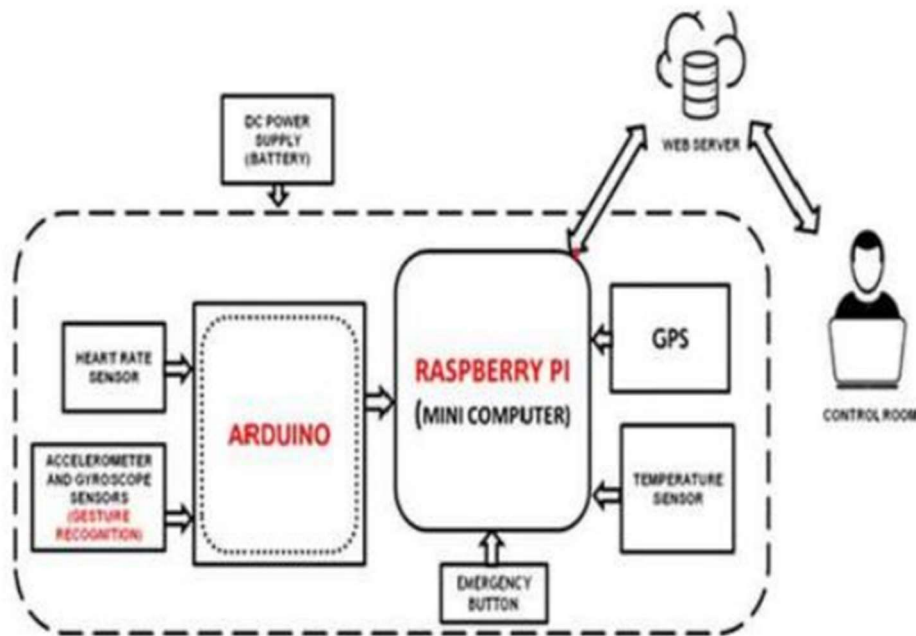 DC POWER
SUPPLY
(BATTERY)
WEB SERVER
HEART RATE
SENSOR
ACCELEROMETER
AND GYROSCOPE
SENSORS
(GESTURE
RECOGNITION)
ARDUINO
RASPBERRY PI
(MINI COMPUTER)
GPS
TEMPERATURE
SENSOR
EMERGENCY
BUTTON
CONTROL ROOM